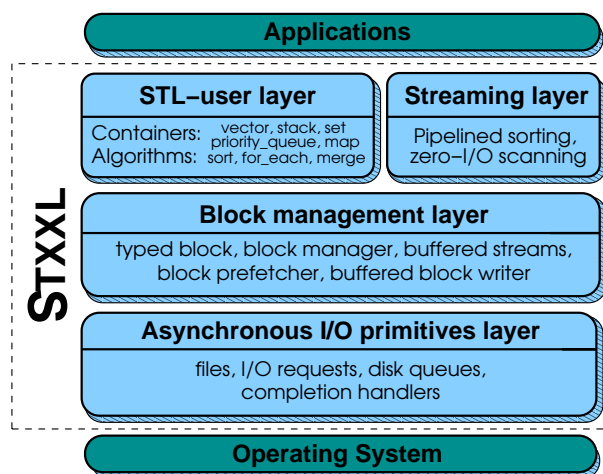 Applications
STXXL
STL–user layer
Containers: vector, stack, set
priority_queue, map
Algorithms: sort, for_each, merge
Streaming layer
Pipelined sorting,
zero–I/O scanning
Block management layer
typed block, block manager, buffered streams,
block prefetcher, buffered block writer
Asynchronous I/O primitives layer
files, I/O requests, disk queues,
completion handlers
Operating System